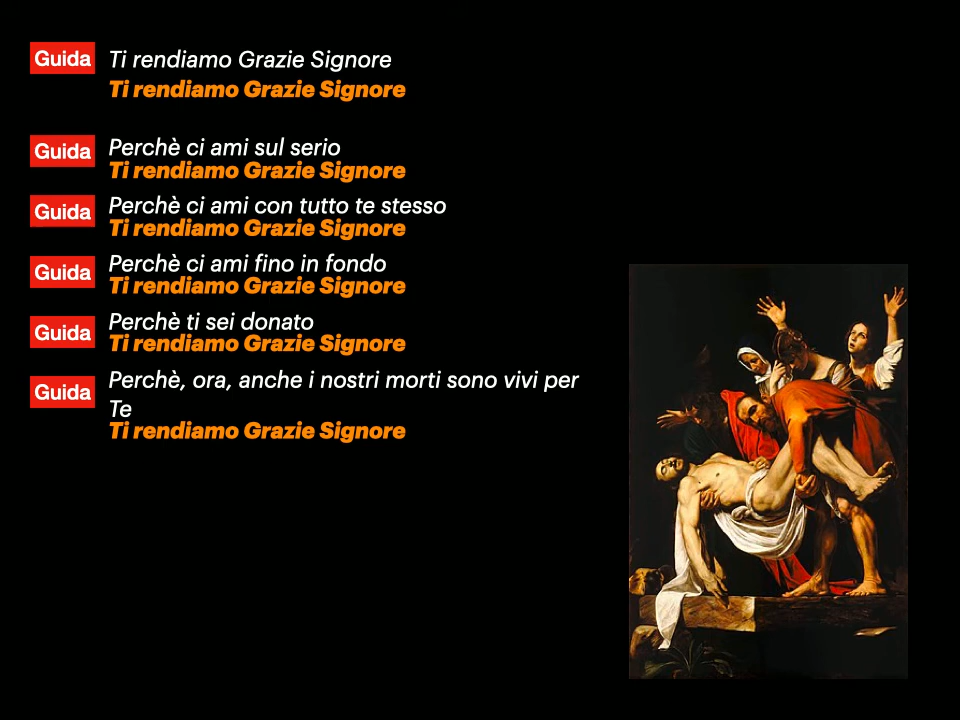 Guida Ti rendiamo Grazie Signore
Ti rendiamo Grazie Signore
Guida Perchè ci ami sul serio
Ti rendiamo Grazie Signore
Guida Perchè ci ami con tutto te stesso
Ti rendiamo Grazie Signore
Guida Perchè ci ami fino in fondo
Ti rendiamo Grazie Signore
Guida Perchè ti sei donato
Ti rendiamo Grazie Signore
Guida Perchè, ora, anche i nostri morti sono vivi per
Te
Ti rendiamo Grazie Signore